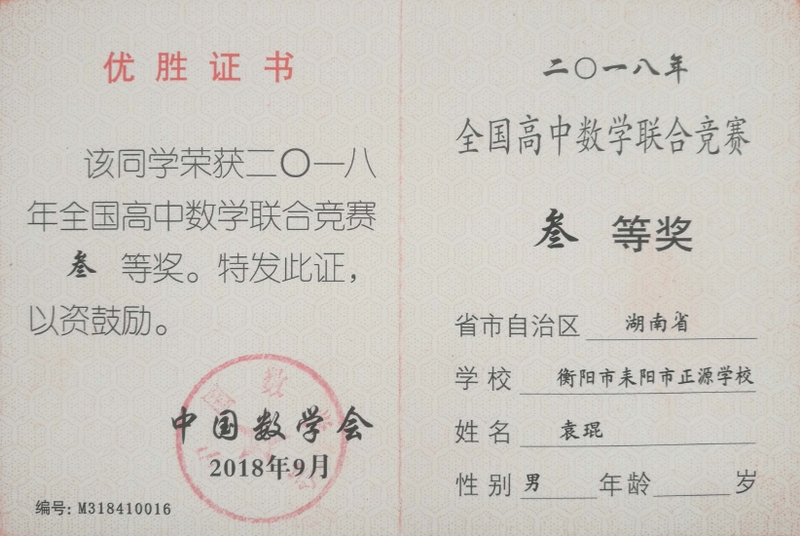 优胜证书
该同学荣获二〇一八
年全国高中数学联合竞赛
叁 等奖。特发此证，
以资鼓励。
中国数学会
2018年9月
编号: M318410016
二〇一八年
全国高中数学联合竞赛
叁 等奖
省市自治区 湖南省
学校 衡阳市耒阳市正源学校
姓名 袁琨
性别 男 年龄 岁